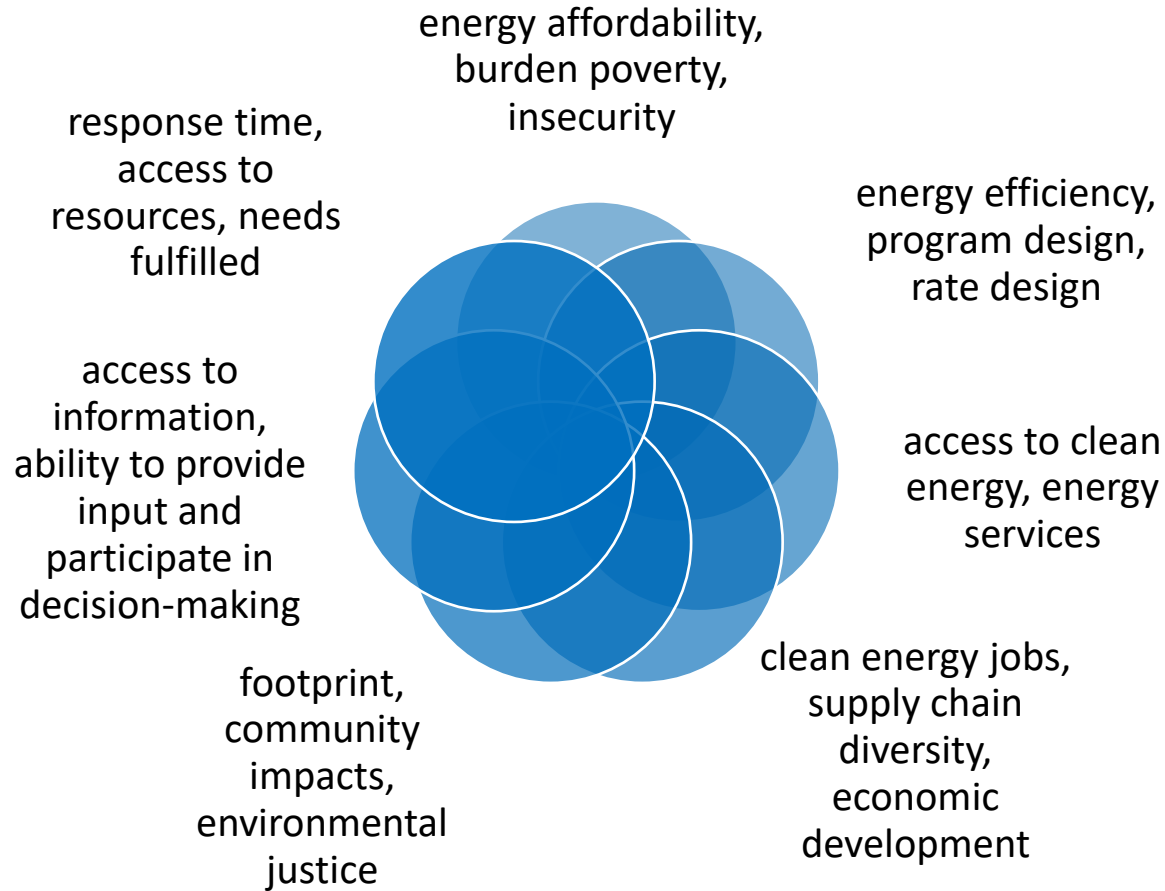 energy affordability,
burden poverty,
insecurity
energy efficiency,
program design,
rate design
access to clean
energy, energy
services
clean energy jobs,
supply chain
diversity,
economic
development
footprint,
community
impacts,
environmental
justice
access to
information,
ability to provide
input and
participate in
decision-making
response time,
access to
resources, needs
fulfilled